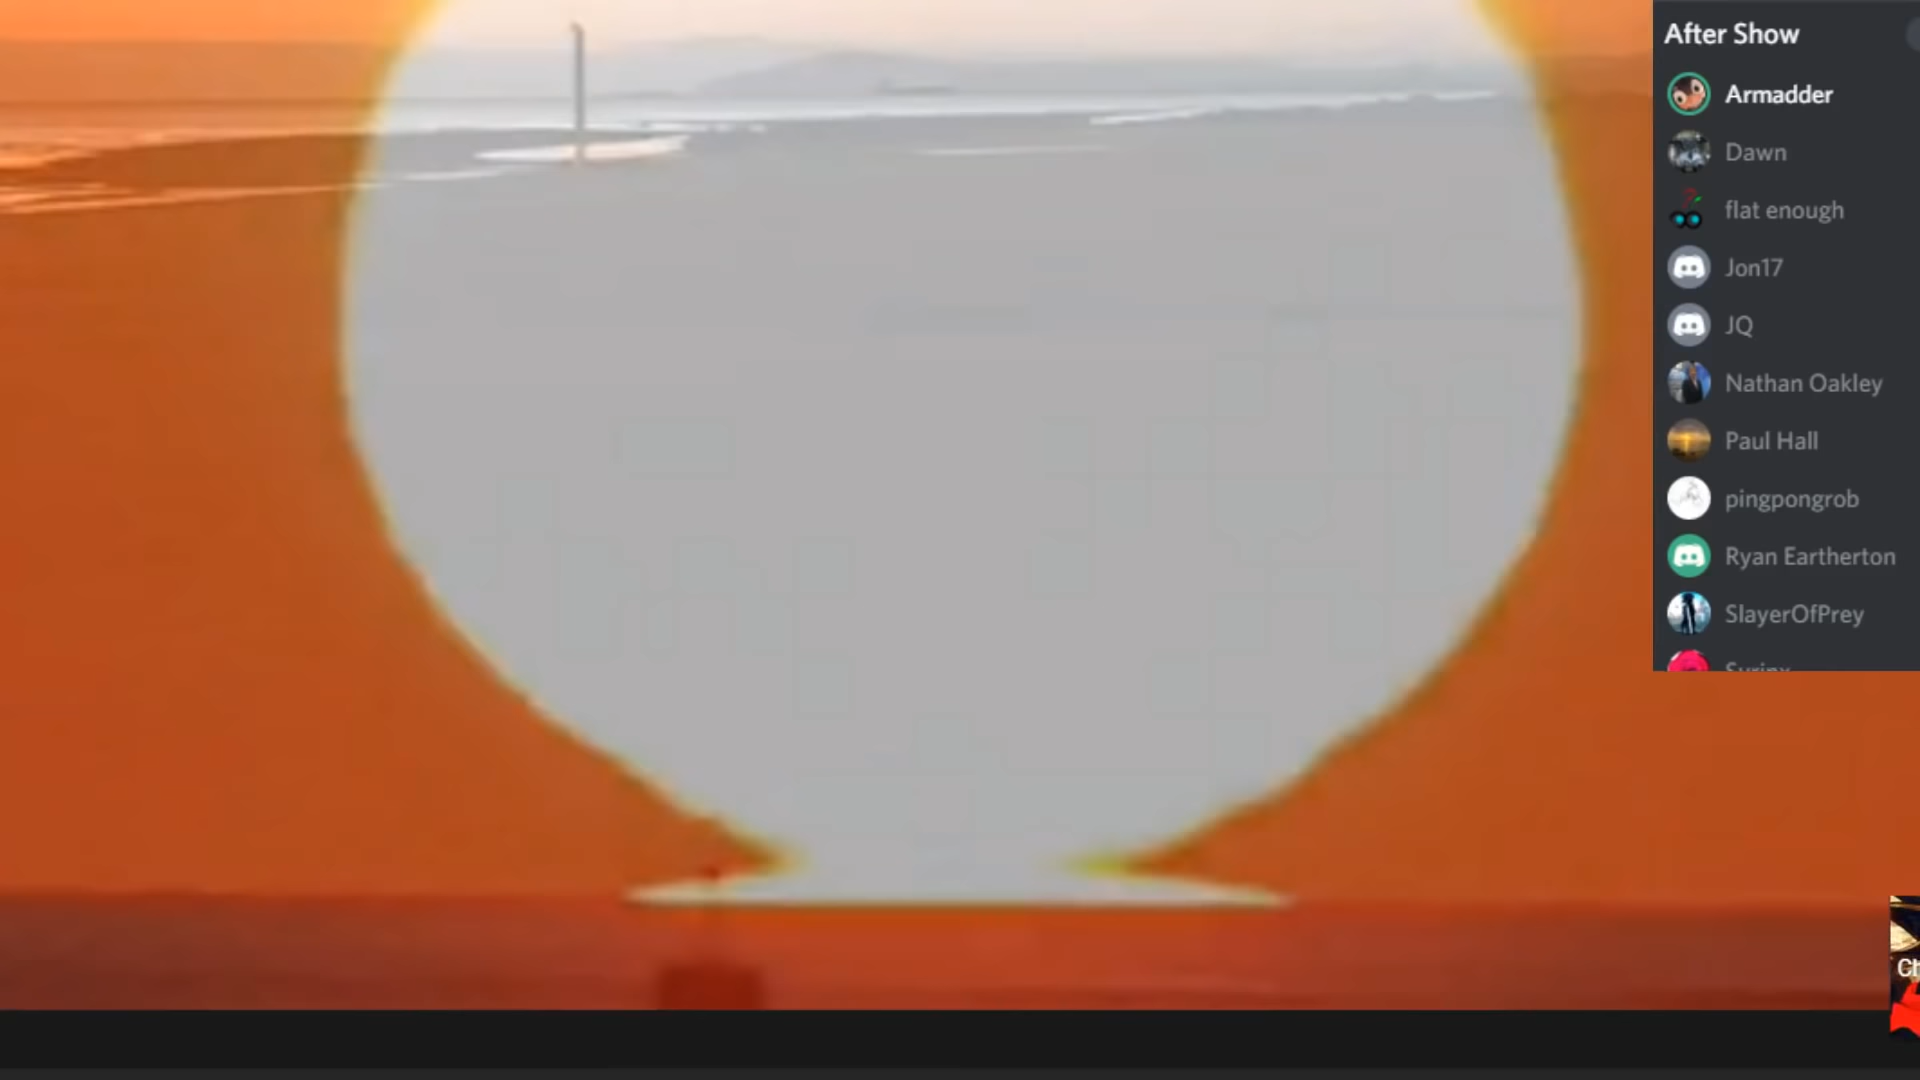 After Show
Armadder
Dawn
flat enough
Jon17
JQ
Nathan Oakley
Paul Hall
pingpongrob
Ryan Eartherton
SlayerOfPrey